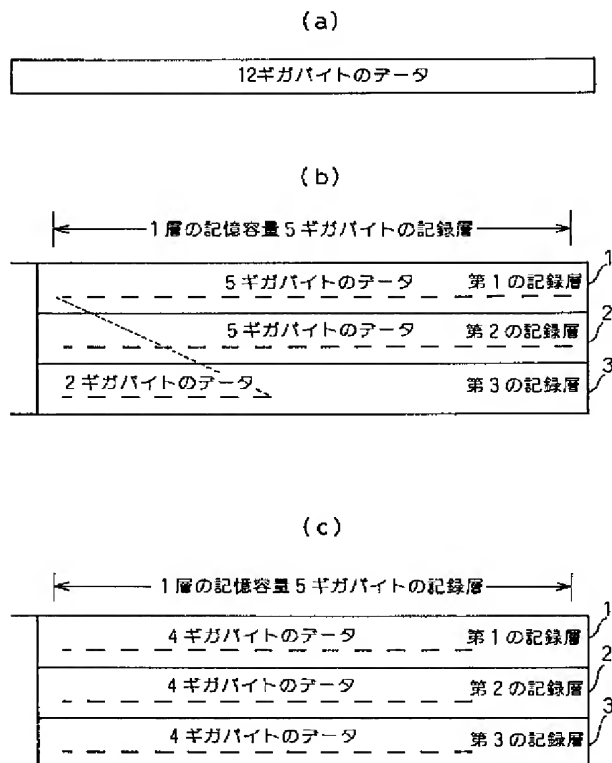 (a)
12ギガバイトのデータ
(b)
1層の記憶容量5ギガバイトの記録層
5ギガバイトのデータ 第1の記録層 1
5ギガバイトのデータ 第2の記録層 2
2ギガバイトのデータ 第3の記録層 3
(c)
1層の記憶容量5ギガバイトの記録層
4ギガバイトのデータ 第1の記録層 1
4ギガバイトのデータ 第2の記録層 2
4ギガバイトのデータ 第3の記録層 3